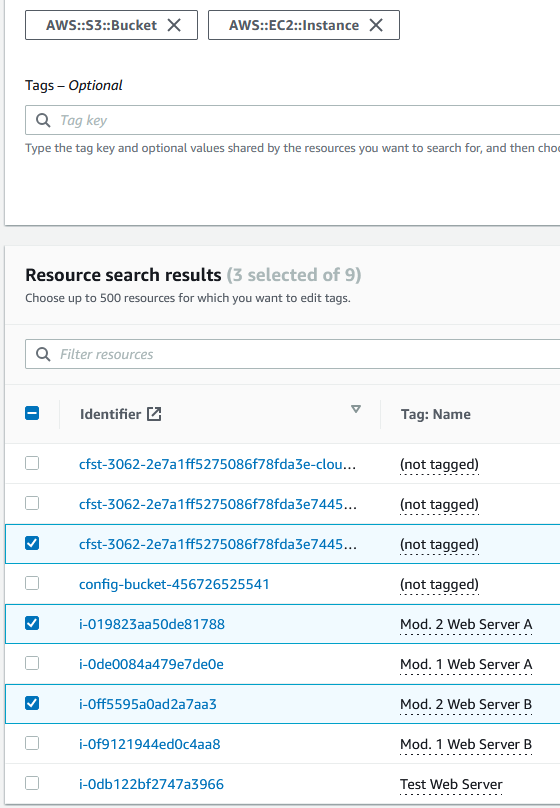 AWS::S3::Bucket AWS::EC2::Instance
Tags – Optional
Tag key
Type the tag key and optional values shared by the resources you want to search for, and then choo
Resource search results (3 selected of 9)
Choose up to 500 resources for which you want to edit tags.
Filter resources
Identifier Tag: Name
cfst-3062-2e7a1ff5275086f78fda3e-clou... (not tagged)
cfst-3062-2e7a1ff5275086f78fda3e7445... (not tagged)
cfst-3062-2e7a1ff5275086f78fda3e7445... (not tagged)
config-bucket-456726525541 (not tagged)
i-019823aa50de81788 Mod. 2 Web Server A
i-0de0084a479e7de0e Mod. 1 Web Server A
i-0ff5595a0ad2a7aa3 Mod. 2 Web Server B
i-0f9121944ed0c4aa8 Mod. 1 Web Server B
i-0db122bf2747a3966 Test Web Server